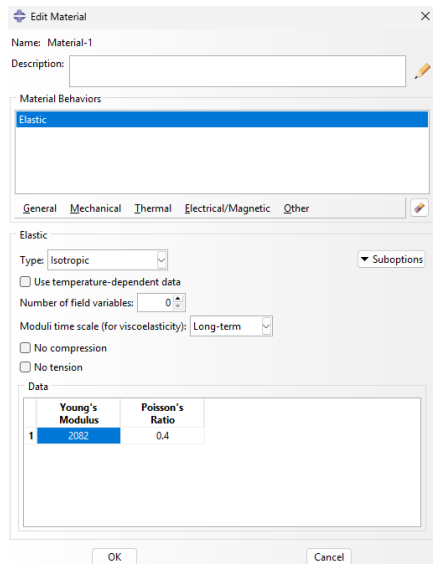 Edit Material
Name: Material-1
Description:
Material Behaviors
Elastic
General Mechanical Thermal Electrical/Magnetic Other
Elastic
Type: Isotropic
Suboptions
Use temperature-dependent data
Number of field variables: 0
Moduli time scale (for viscoelasticity): Long-term
No compression
No tension
Data
Young's Modulus Poisson's Ratio
1 2082 0.4
OK Cancel